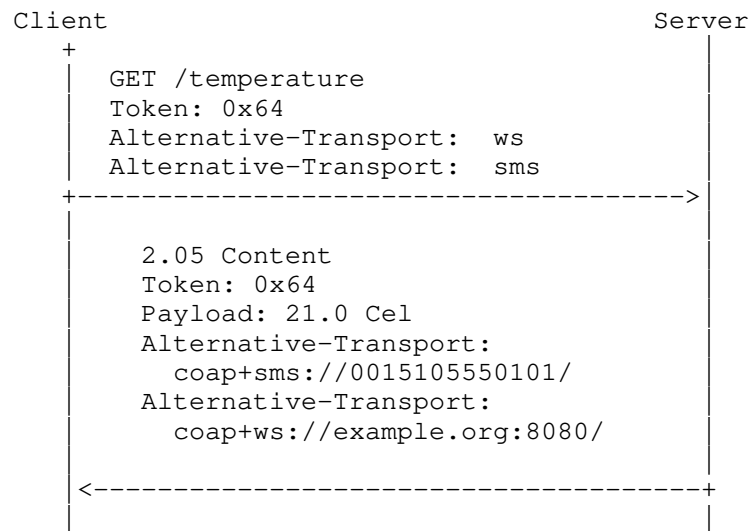 Client Server
GET /temperature
Token: 0x64
Alternative-Transport: ws
Alternative-Transport: sms
2.05 Content
Token: 0x64
Payload: 21.0 Cel
Alternative-Transport:
coap+sms://0015105550101/
Alternative-Transport:
coap+ws://example.org:8080/